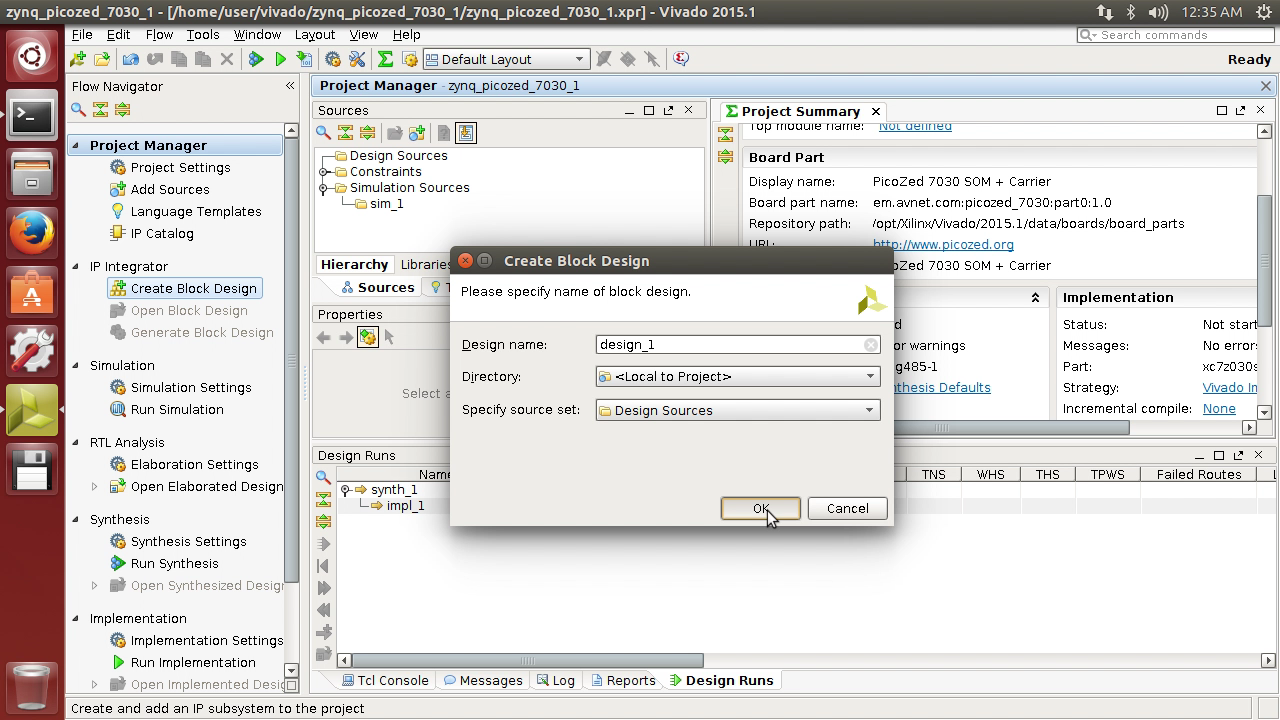 zynq_picozed_7030_1 - [/home/user/vivado/zynq_picozed_7030_1/zynq_picozed_7030_1.xpr] - Vivado 2015.1
12:35 AM
File Edit Flow Tools Window Layout View Help
Search commands
Default Layout
Ready
Flow Navigator
Project Manager
Project Settings
Add Sources
Language Templates
IP Catalog
IP Integrator
Create Block Design
Open Block Design
Generate Block Design
Simulation
Simulation Settings
Run Simulation
RTL Analysis
Elaboration Settings
Open Elaborated Design
Synthesis
Synthesis Settings
Run Synthesis
Open Synthesized Desig
Implementation
Implementation Settings
Run Implementation
Open Implemented Desig
Project Manager - zynq_picozed_7030_1
Sources
Design Sources
Constraints
Simulation Sources
sim_1
Hierarchy Libraries
Sources
Properties
Select a
Project Summary
Top module name: Not defined
Board Part
Display name: PicoZed 7030 SOM + Carrier
Board part name: em.avnet.com:picozed_7030:part0:1.0
Repository path: /opt/Xilinx/Vivado/2015.1/data/boards/board_parts
URL: http://www.picozed.org
oZed 7030 SOM + Carrier
Implementation
Status: Not start
or warnings
Messages: No error
g485-1
Part: xc7z030s
thesis Defaults
Strategy: Vivado Im
Incremental compile: None
Create Block Design
Please specify name of block design.
Design name: design_1
Directory: <Local to Project>
Specify source set: Design Sources
OK Cancel
Design Runs
Name TNS WHS THS TPWS Failed Routes L
synth_1
impl_1
Tcl Console Messages Log Reports Design Runs
Create and add an IP subsystem to the project